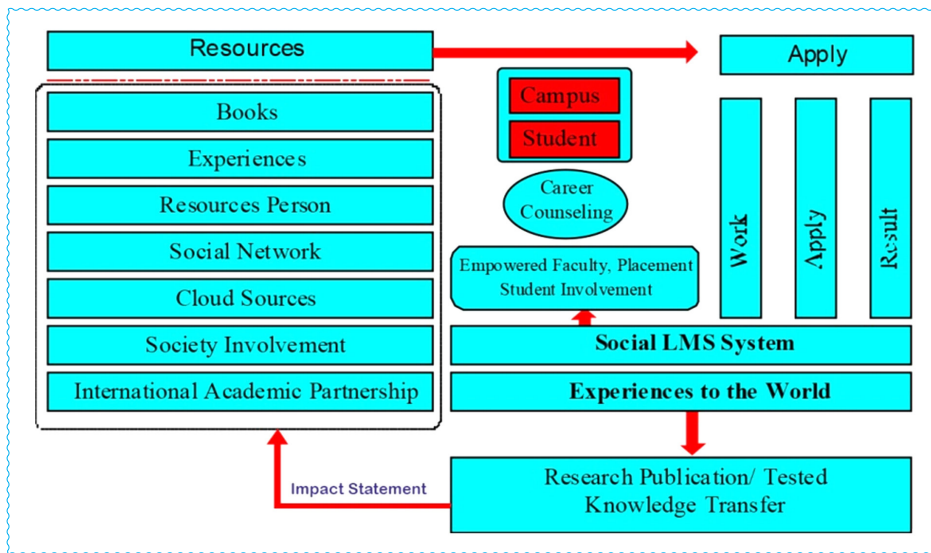 Resources
Apply
Books
Experiences
Resources Person
Social Network
Cloud Sources
Society Involvement
International Academic Partnership
Campus
Student
Career
Counseling
Empowered Faculty, Placement
Student Involvement
Work
Apply
Result
Social LMS System
Experiences to the World
Research Publication/ Tested
Knowledge Transfer
Impact Statement